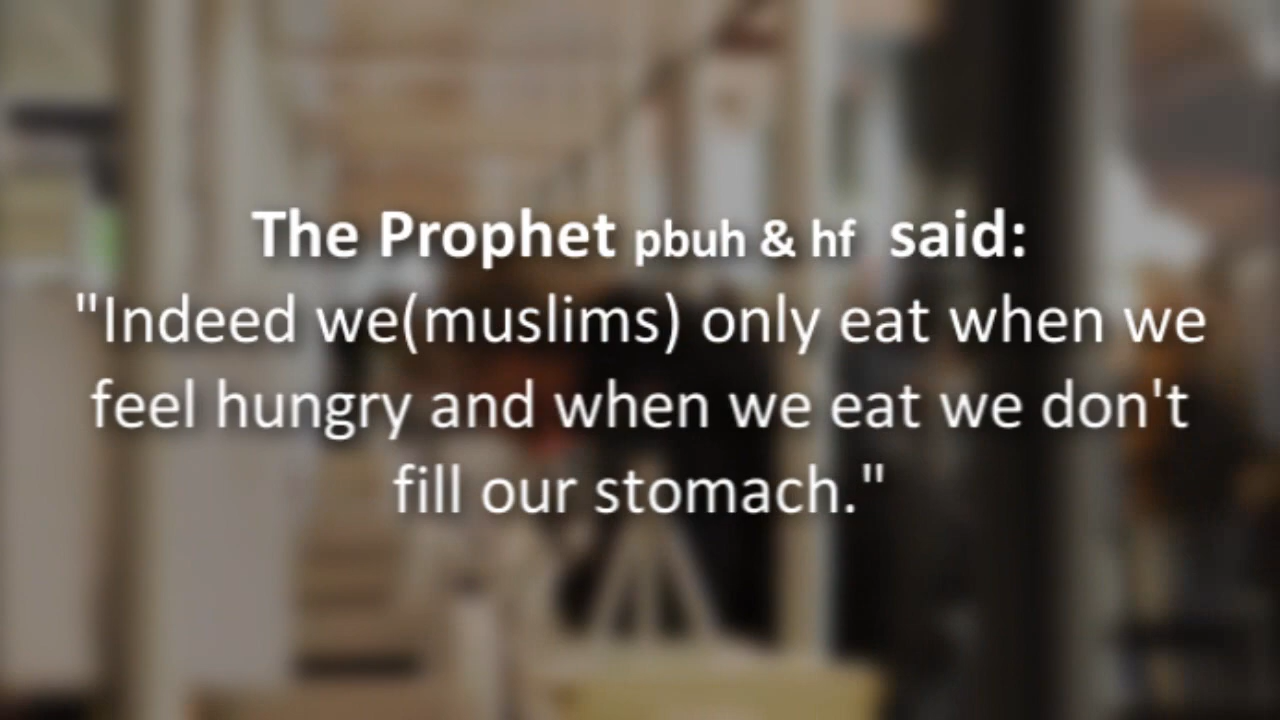 The Prophet pbuh & hf said:
"Indeed we(muslims) only eat when we
feel hungry and when we eat we don't
fill our stomach."